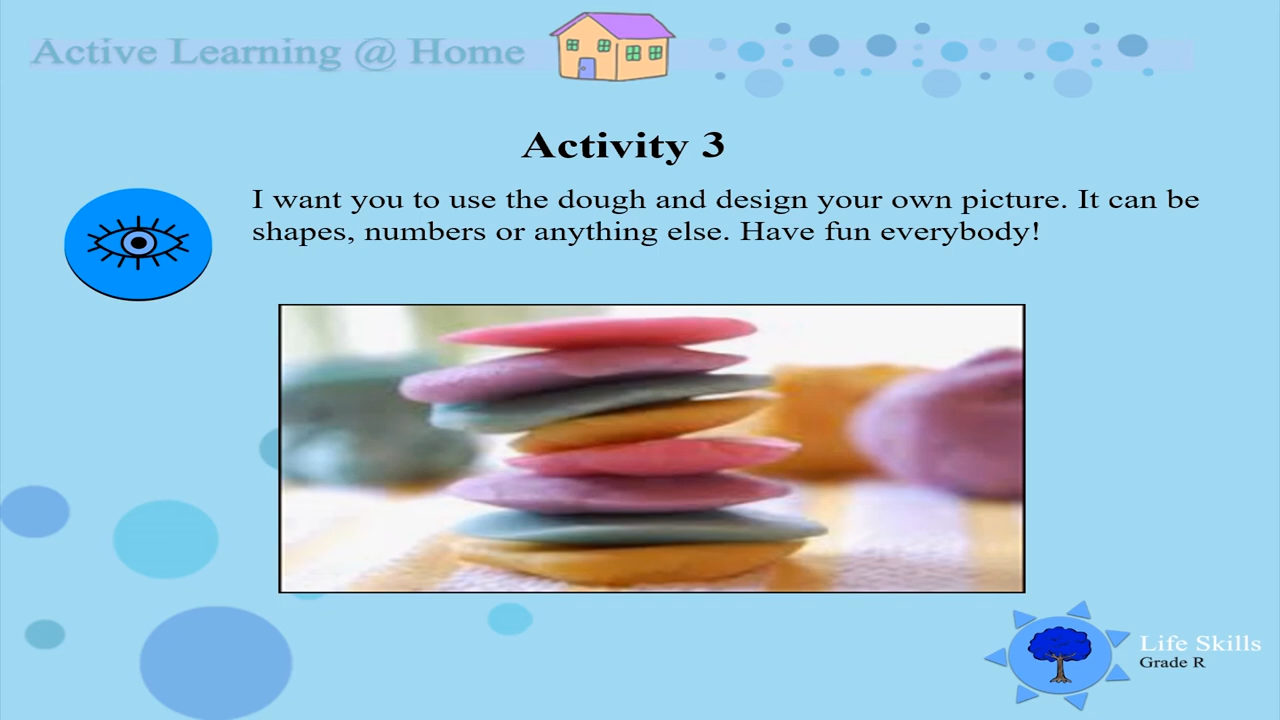 Active Learning @ Home
Activity 3
I want you to use the dough and design your own picture. It can be
shapes, numbers or anything else. Have fun everybody!
Life Skills
Grade R